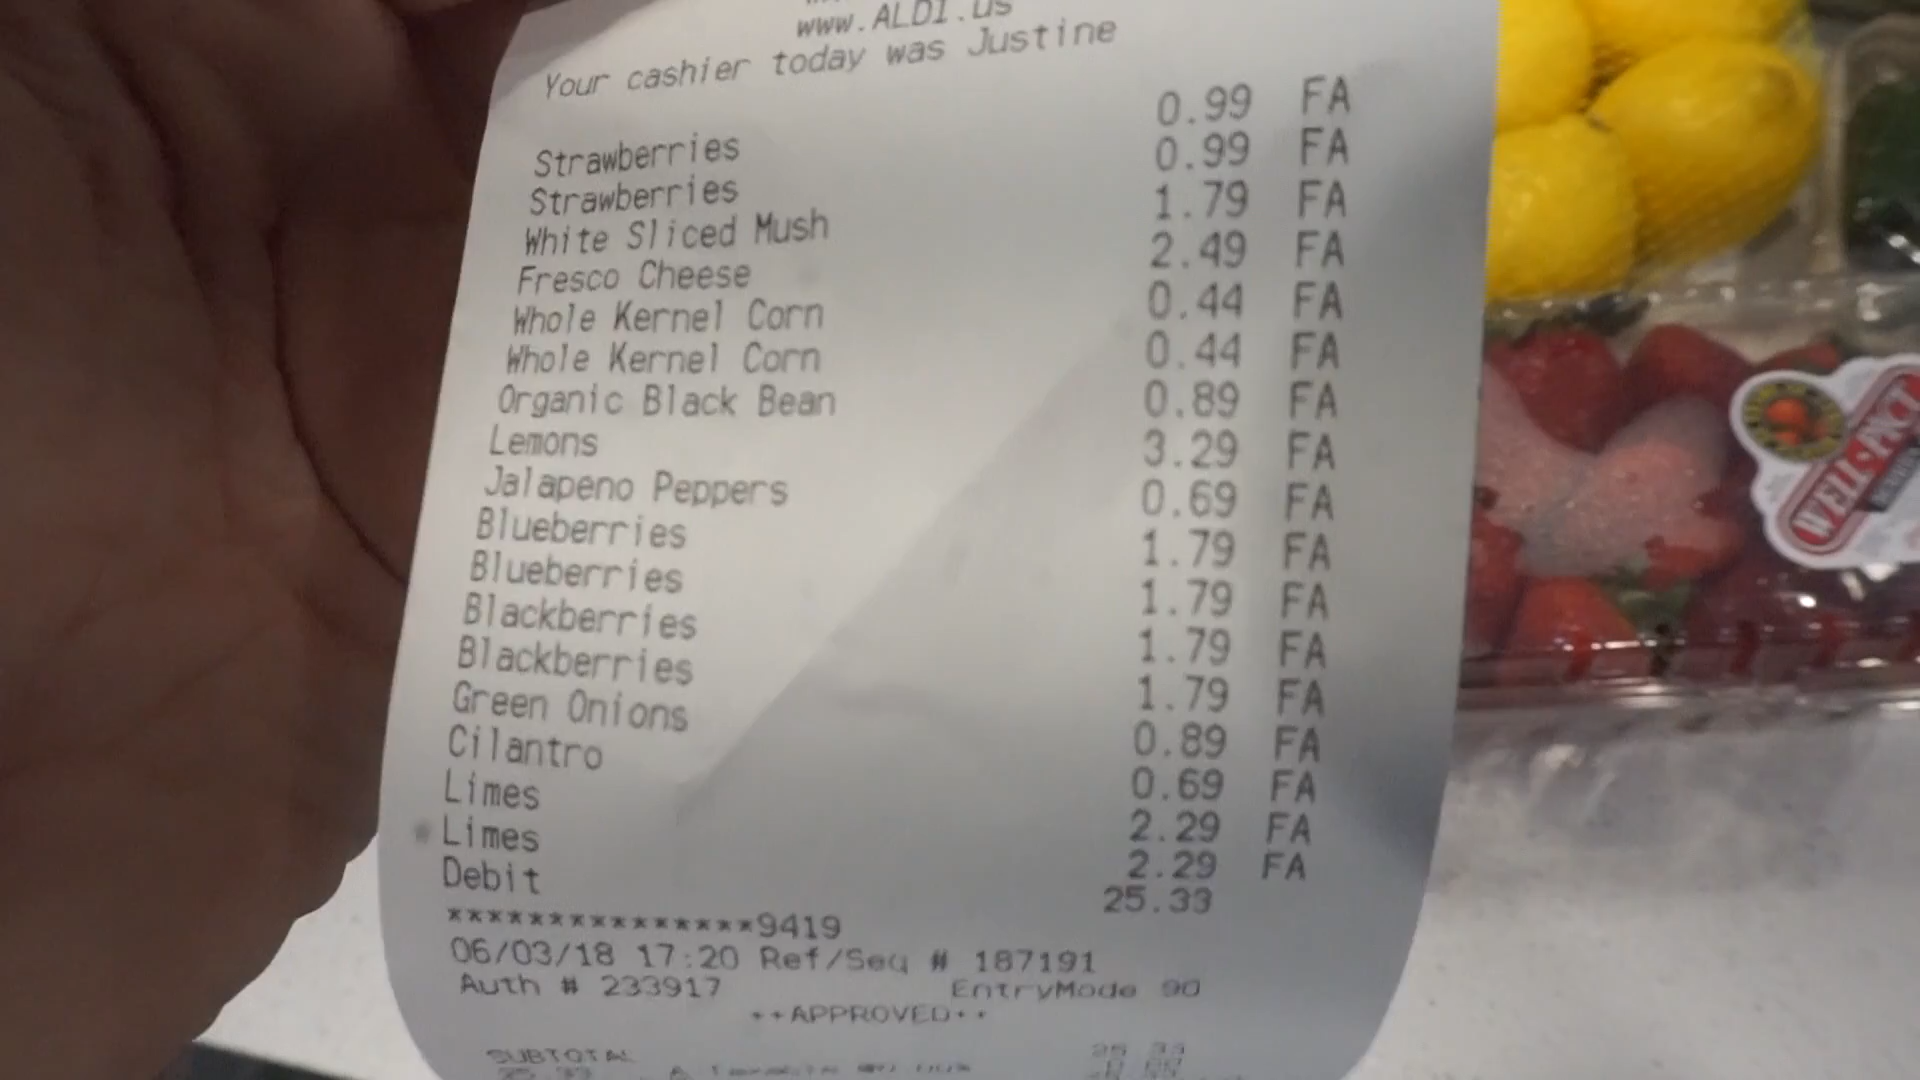 www.ALDI.us
Your cashier today was Justine
Strawberries 0.99 FA
Strawberries 0.99 FA
White Sliced Mush 1.79 FA
Fresco Cheese 2.49 FA
Whole Kernel Corn 0.44 FA
Whole Kernel Corn 0.44 FA
Organic Black Bean 0.89 FA
Lemons 3.29 FA
Jalapeno Peppers 0.69 FA
Blueberries 1.79 FA
Blueberries 1.79 FA
Blackberries 1.79 FA
Blackberries 1.79 FA
Green Onions 0.89 FA
Cilantro 0.69 FA
Limes 2.29 FA
Limes 2.29 FA
Debit 25.33
***************9419
06/03/18 17:20 Ref/Seq # 187191
Auth # 233917 EntryMode 90
**APPROVED**
SUBTOTAL 25.33
WELL-PICT